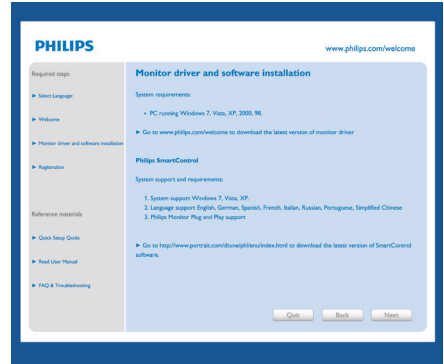 PHILIPS
www.philips.com/welcome
Required steps
► Select Language:
► Welcome
► Monitor driver and software installation
► Registration
Reference materials
► Quick Setup Guide
► Read User Manual
► FAQ & Troubleshooting
Monitor driver and software installation
System requirements:
• PC running Windows 7, Vista, XP, 2000, 98.
► Go to www.philips.com/welcome to download the latest version of monitor driver
Philips SmartControl
System support and requirements:
1. System support Windows 7, Vista, XP.
2. Language support English, German, Spanish, French, Italian, Russian, Portuguese, Simplified Chinese
3. Philips Monitor Plug and Play support
► Go to http://www.portrait.com/dtune/phl/enu/index.html to download the latest version of SmartControl
software.
Quit
Back
Next